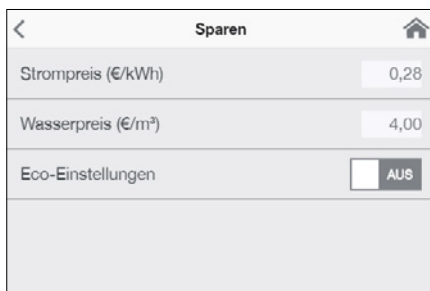 Sparen
Strompreis (€/kWh) 0,28
Wasserpreis (€/m³) 4,00
Eco-Einstellungen AUS